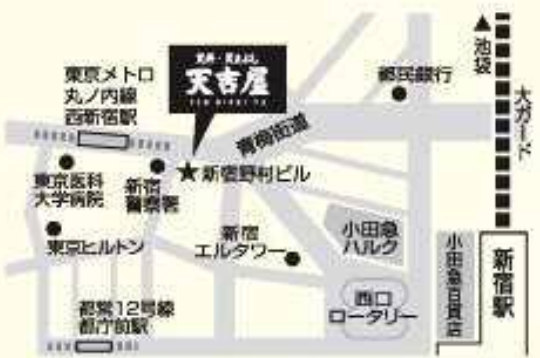 ▲池袋
大ガード
天吉屋
都民銀行
東京メトロ
丸ノ内線
西新宿駅
青梅街道
★新宿野村ビル
東京医科
大学病院
新宿
警察署
東京ヒルトン
新宿
エルタワー
小田急
ハルク
小田急百貨店
新宿駅
西口
ロータリー
都営12号線
都庁前駅